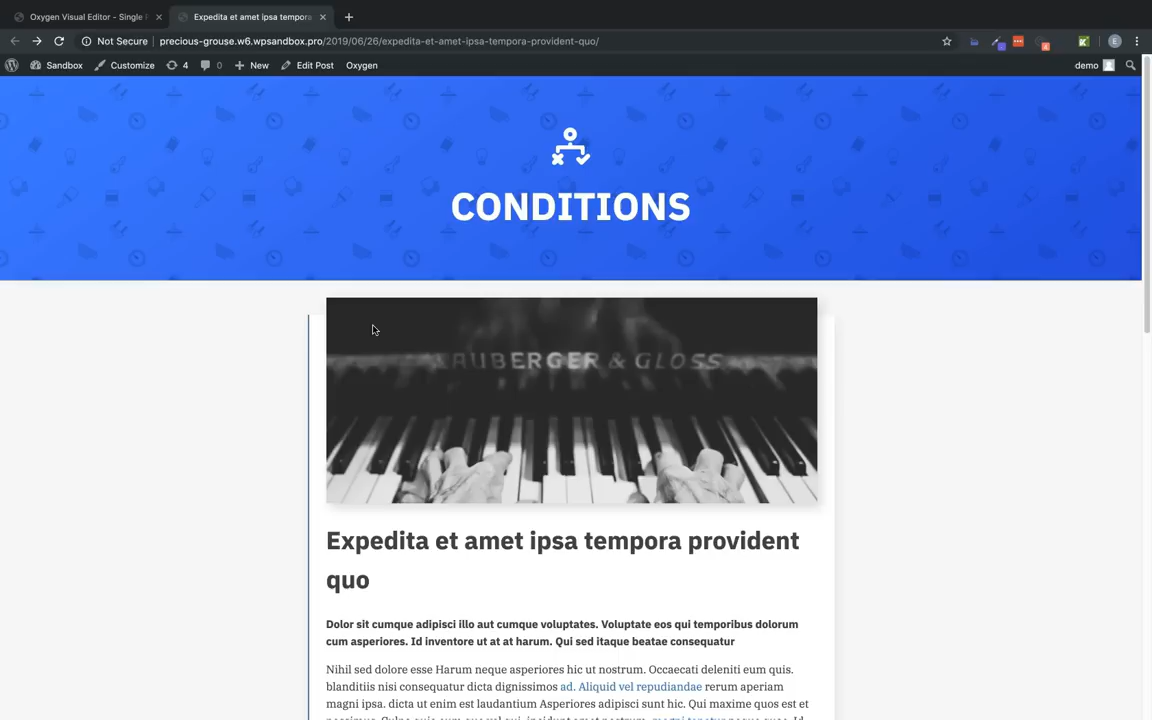 Oxygen Visual Editor - Single
Expedita et amet ipsa tempora
Not Secure
precious-grouse.w6.wpsandbox.pro/2019/06/26/expedita-et-amet-ipsa-tempora-provident-quo/
E
4
Sandbox
Customize
4
0
New
Edit Post
Oxygen
demo
CONDITIONS
AUBERGER & GLOSS
Expedita et amet ipsa tempora provident
quo
Dolor sit cumque adipisci illo aut cumque voluptates. Voluptate eos qui temporibus dolorum
cum asperiores. Id inventore ut at at harum. Qui sed itaque beatae consequatur
Nihil sed dolore esse Harum neque asperiores hic ut nostrum. Occaecati deleniti eum quis.
blanditiis nisi consequatur dicta dignissimos ad. Aliquid vel repudiandae rerum aperiam
magni ipsa. dicta ut enim est laudantium Asperiores adipisci sunt hic. Qui maxime quos est et